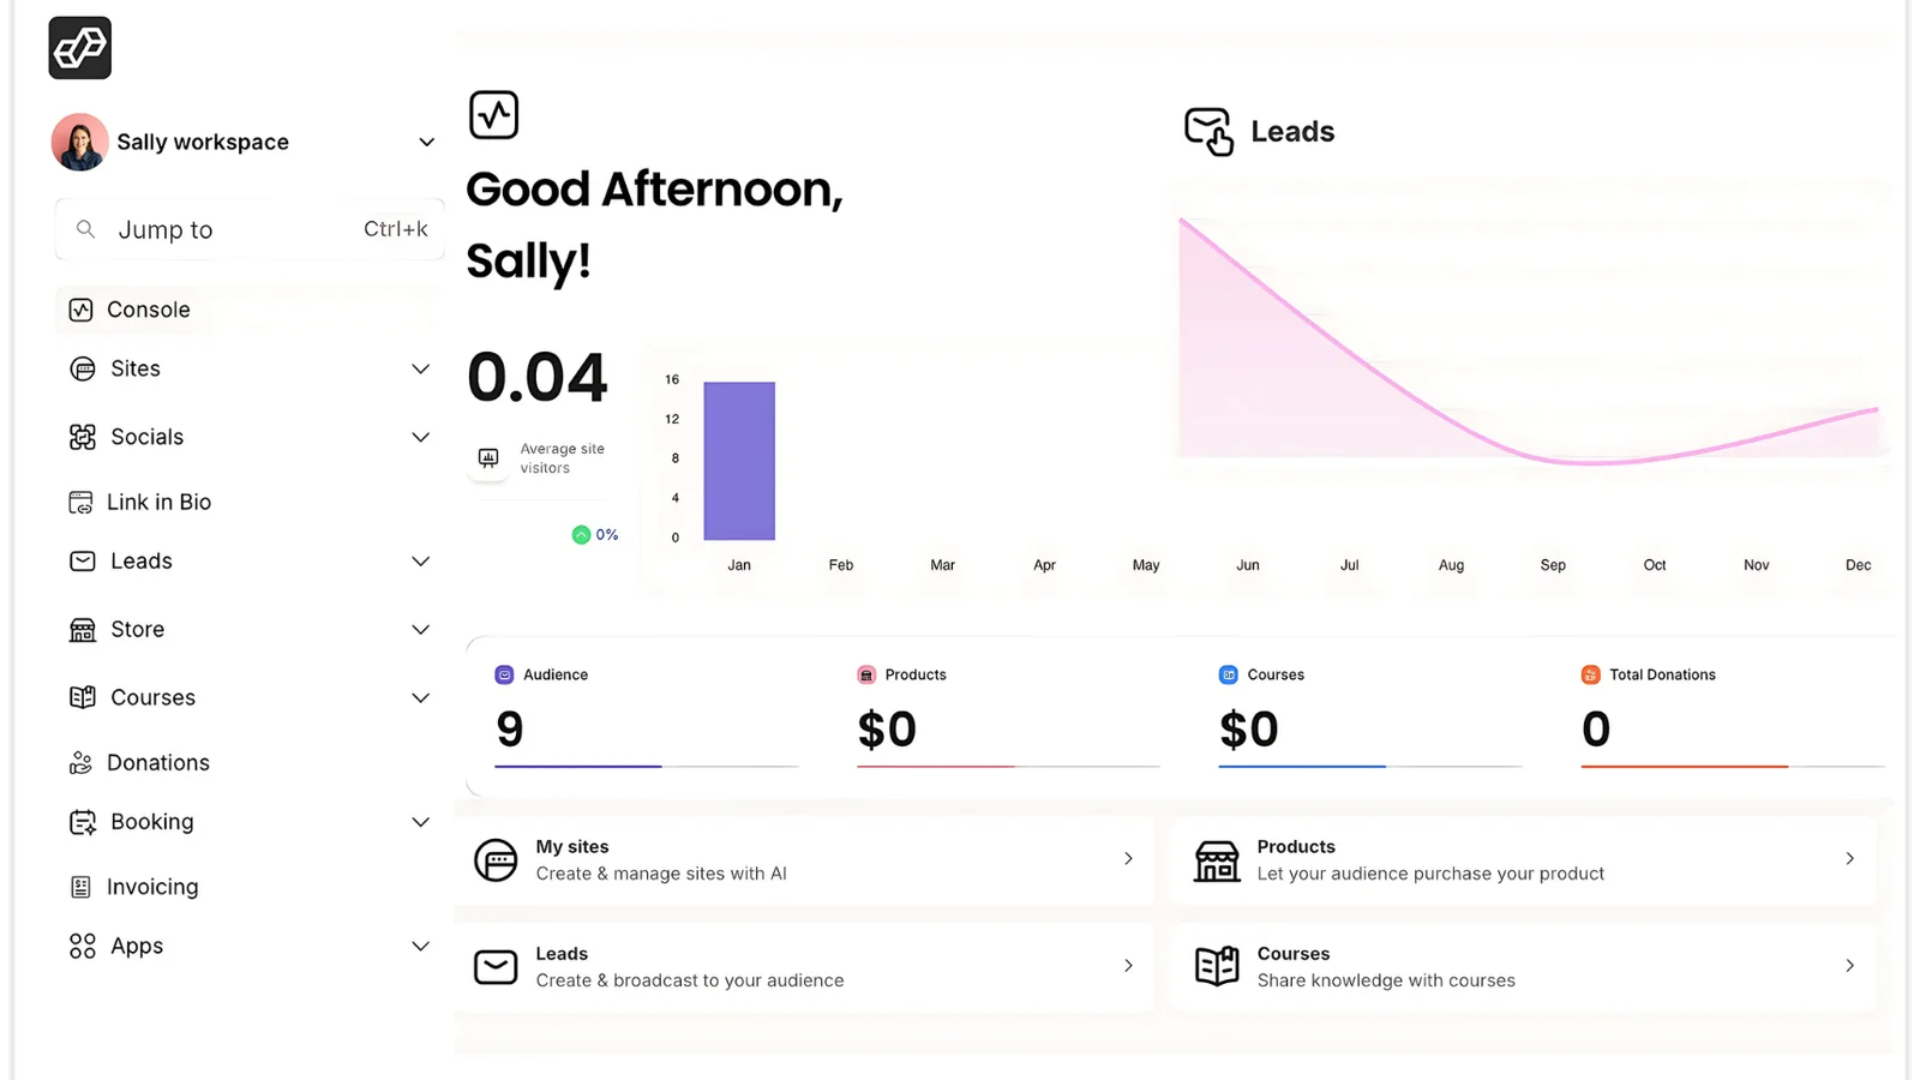 Sally workspace
Jump to Ctrl+k
Console
Sites
Socials
Link in Bio
Leads
Store
Courses
Donations
Booking
Invoicing
Apps
Good Afternoon,
Sally!
0.04
Average site
visitors
0%
16
12
8
4
0
Jan Feb Mar Apr May Jun Jul Aug Sep Oct Nov Dec
Leads
Audience
9
Products
$0
Courses
$0
Total Donations
0
My sites
Create & manage sites with AI
Products
Let your audience purchase your product
Leads
Create & broadcast to your audience
Courses
Share knowledge with courses